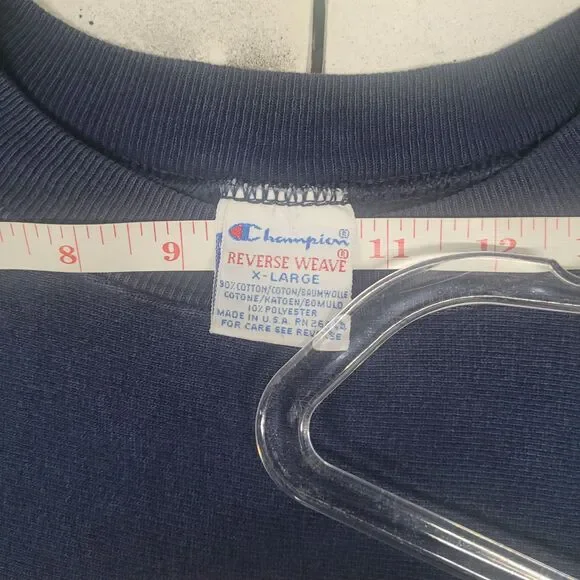 8 9 11 12
Champion®
REVERSE WEAVE®
X-LARGE
90% COTTON/COTON/BAUMWOLLE
COTONE/KATOEN/BOMULD
10% POLYESTER
MADE IN U.S.A. RN
FOR CARE SEE REVERSE